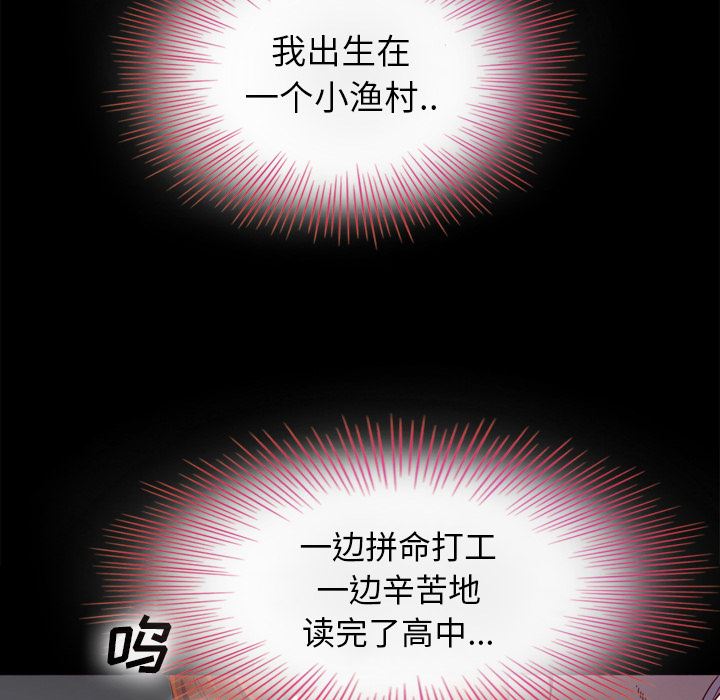 我出生在
一个小渔村..
一边拼命打工
一边辛苦地
读完了高中...
呜